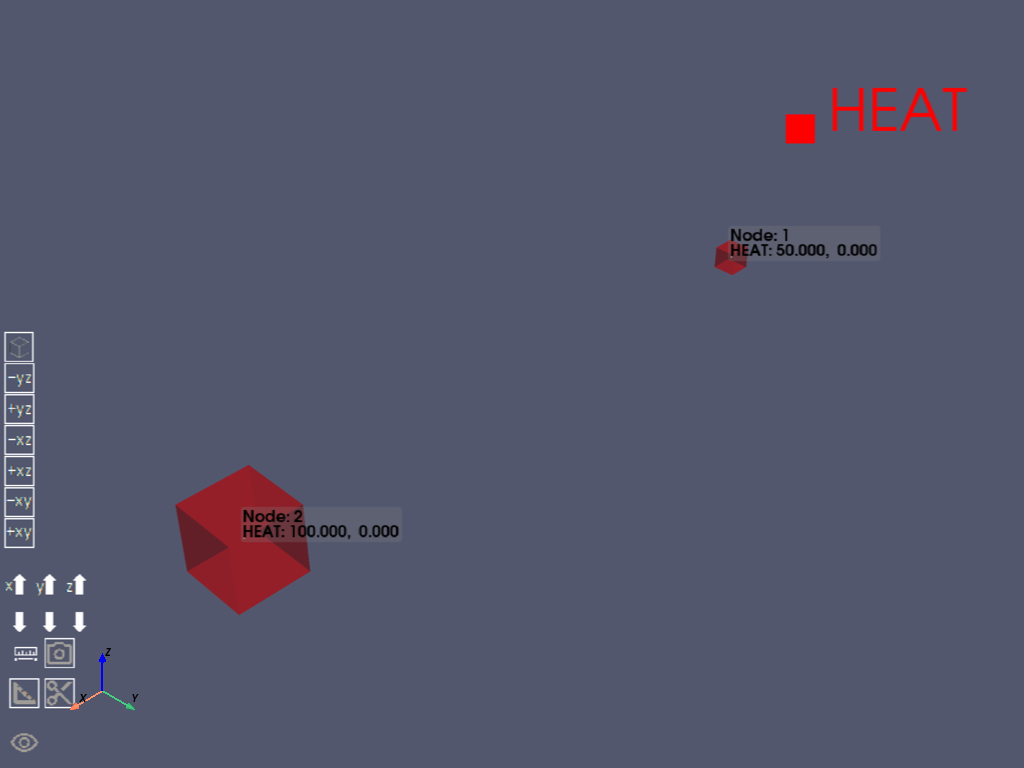 HEAT
Node: 1
HEAT: 50.000, 0.000
-yz
+yz
-xz
+xz
-xy
+xy
Node: 2
HEAT: 100.000, 0.000
x y z
Z
X
Y